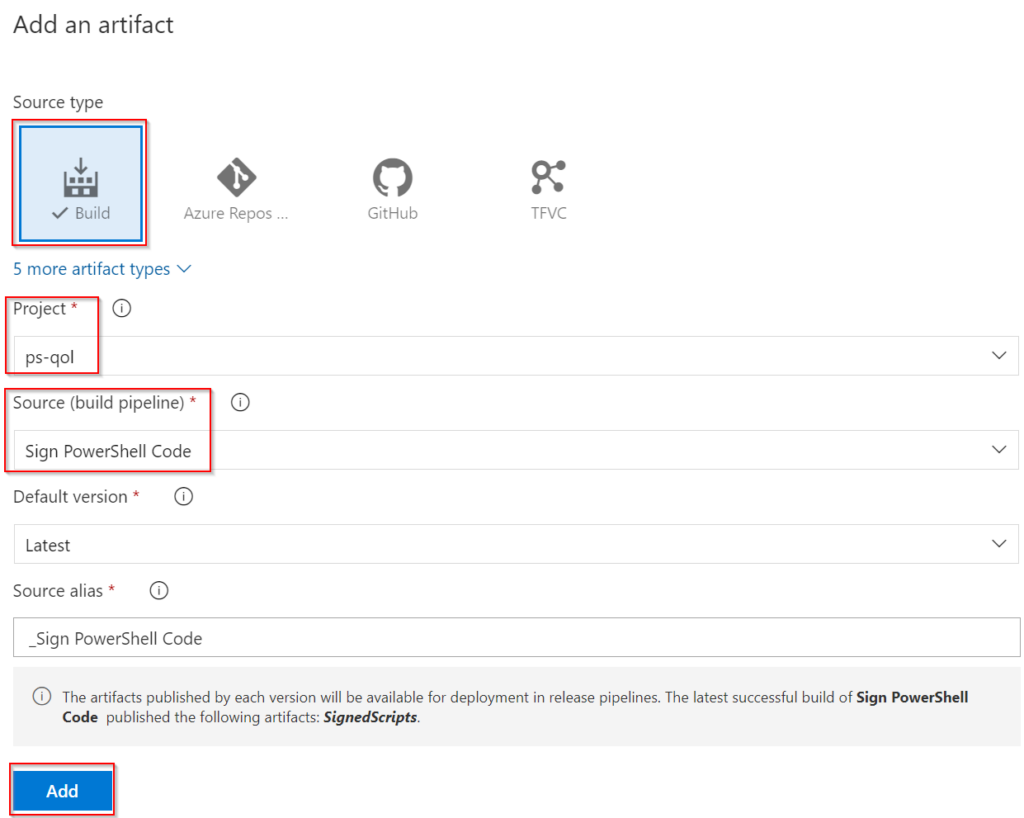 Add an artifact
Source type
Build
Azure Repos ...
GitHub
TFVC
5 more artifact types
Project *
ps-qol
Source (build pipeline) *
Sign PowerShell Code
Default version *
Latest
Source alias *
_Sign PowerShell Code
The artifacts published by each version will be available for deployment in release pipelines. The latest successful build of Sign PowerShell
Code published the following artifacts: SignedScripts.
Add